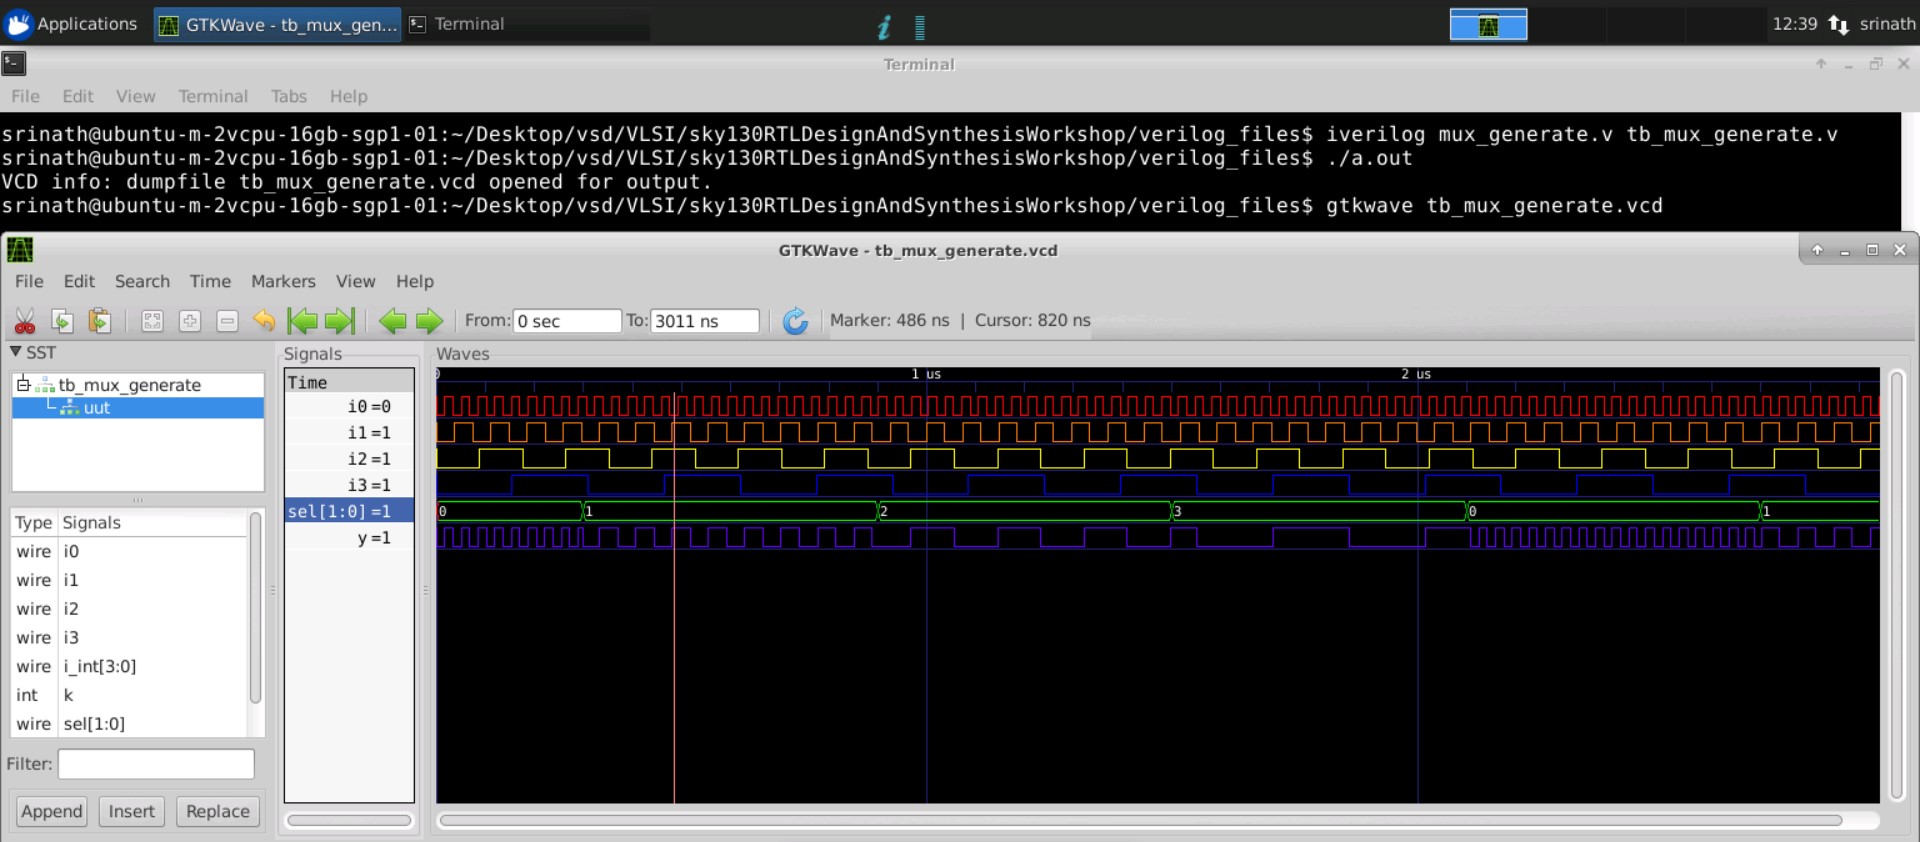 Applications GTKWave - tb_mux_gen... Terminal 12:39 srinath
Terminal
File Edit View Terminal Tabs Help
srinath@ubuntu-m-2vcpu-16gb-sgp1-01:~/Desktop/vsd/VLSI/sky130RTLDesignAndSynthesisWorkshop/verilog_files$ iverilog mux_generate.v tb_mux_generate.v
srinath@ubuntu-m-2vcpu-16gb-sgp1-01:~/Desktop/vsd/VLSI/sky130RTLDesignAndSynthesisWorkshop/verilog_files$ ./a.out
VCD info: dumpfile tb_mux_generate.vcd opened for output.
srinath@ubuntu-m-2vcpu-16gb-sgp1-01:~/Desktop/vsd/VLSI/sky130RTLDesignAndSynthesisWorkshop/verilog_files$ gtkwave tb_mux_generate.vcd
GTKWave - tb_mux_generate.vcd
File Edit Search Time Markers View Help
From: 0 sec To: 3011 ns Marker: 486 ns | Cursor: 820 ns
SST
tb_mux_generate
uut
Type Signals
wire i0
wire i1
wire i2
wire i3
wire i_int[3:0]
int k
wire sel[1:0]
Filter:
Append Insert Replace
Signals
Time
i0 =0
i1 =1
i2 =1
i3 =1
sel[1:0] =1
y =1
Waves
0 1 us 2 us
0 1 2 3 0 1